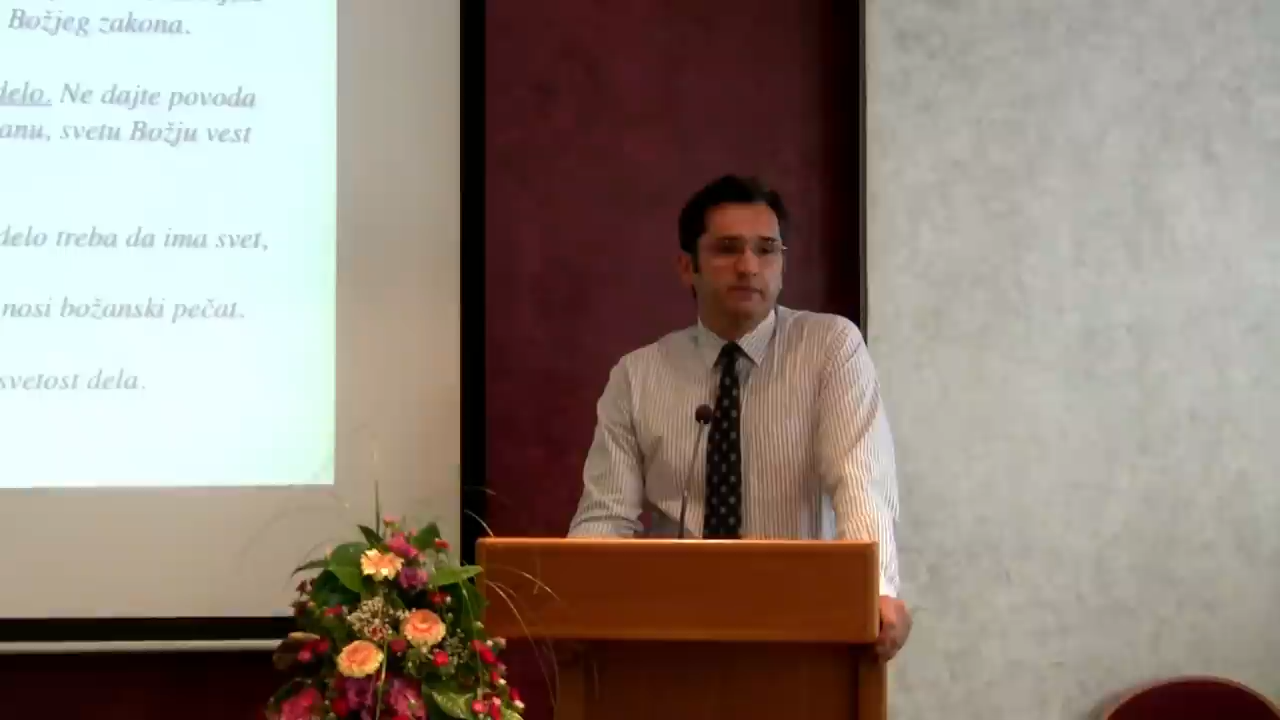 Božjeg zakona.
delo. Ne dajte povoda
svetu Božju vest
delo treba da ima svet,
nosi božanski pečat.
svetost dela.